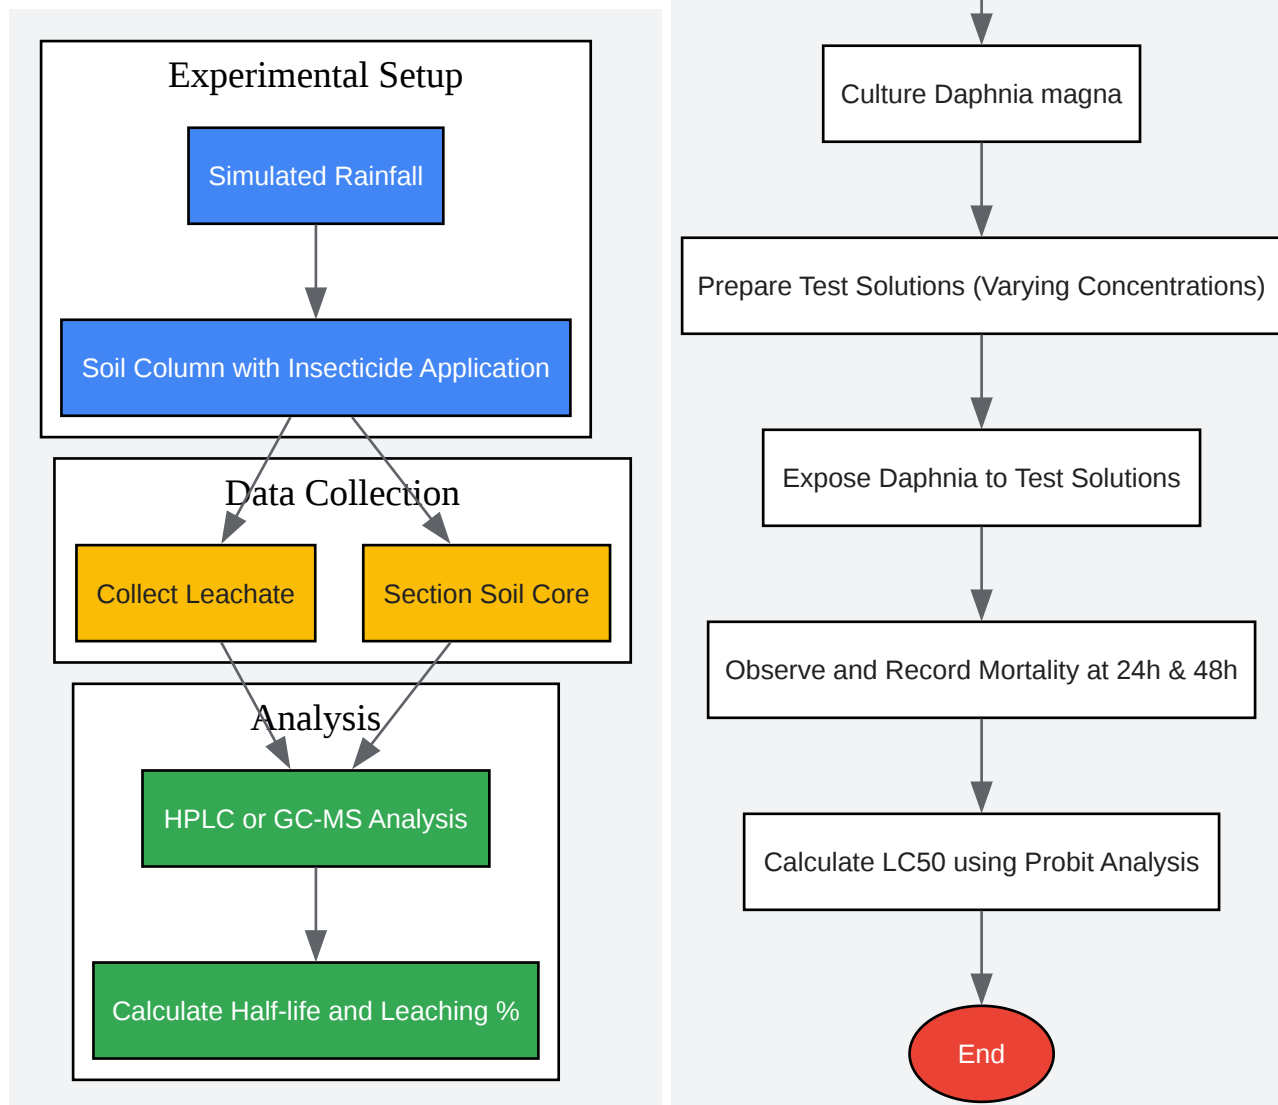 Experimental Setup
Simulated Rainfall
Soil Column with Insecticide Application
Data Collection
Collect Leachate
Section Soil Core
Analysis
HPLC or GC-MS Analysis
Calculate Half-life and Leaching %
Culture Daphnia magna
Prepare Test Solutions (Varying Concentrations)
Expose Daphnia to Test Solutions
Observe and Record Mortality at 24h & 48h
Calculate LC50 using Probit Analysis
End